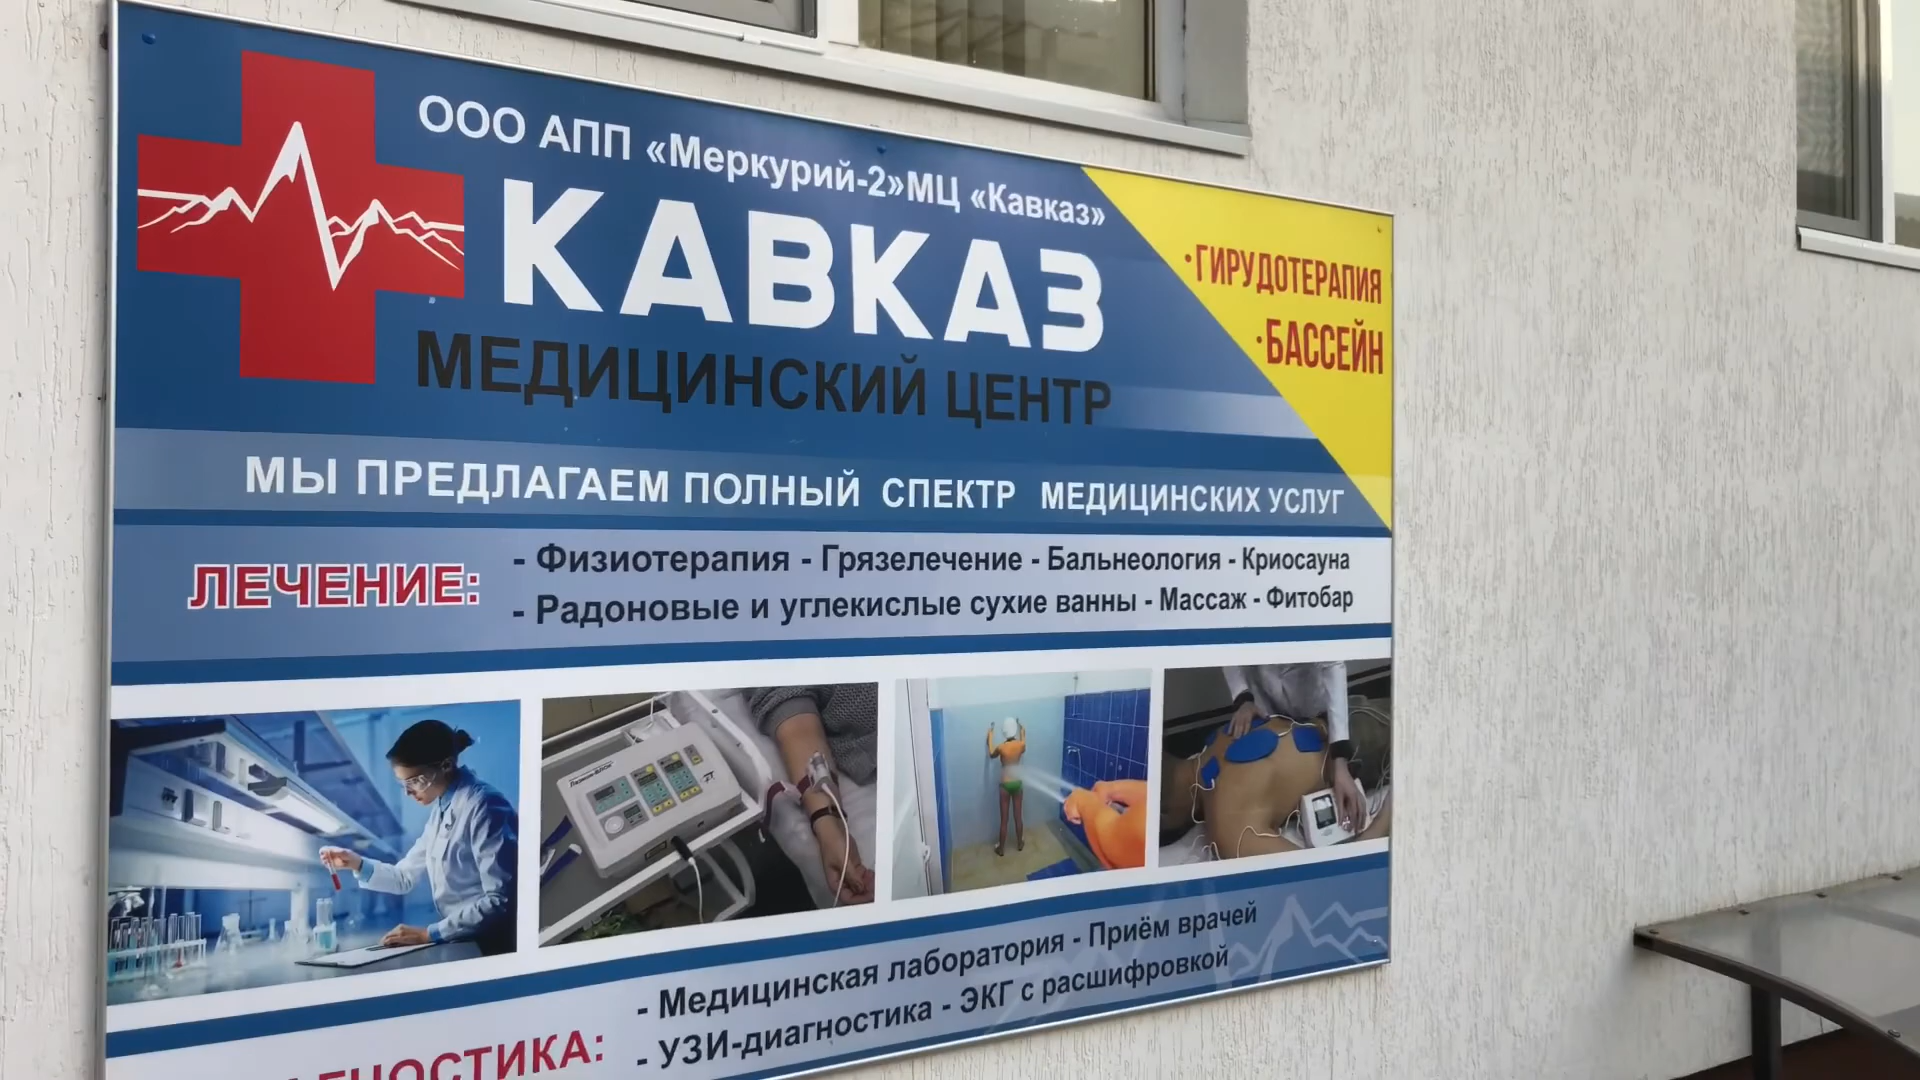 ООО АПП «Меркурий-2»МЦ «Кавказ»
КАВКАЗ
МЕДИЦИНСКИЙ ЦЕНТР
·ГИРУДОТЕРАПИЯ
·БАССЕЙН
МЫ ПРЕДЛАГАЕМ ПОЛНЫЙ СПЕКТР МЕДИЦИНСКИХ УСЛУГ
ЛЕЧЕНИЕ:
- Физиотерапия - Грязелечение - Бальнеология - Криосауна
- Радоновые и углекислые сухие ванны - Массаж - Фитобар
- Медицинская лаборатория - Приём врачей
- УЗИ-диагностика - ЭКГ с расшифровкой